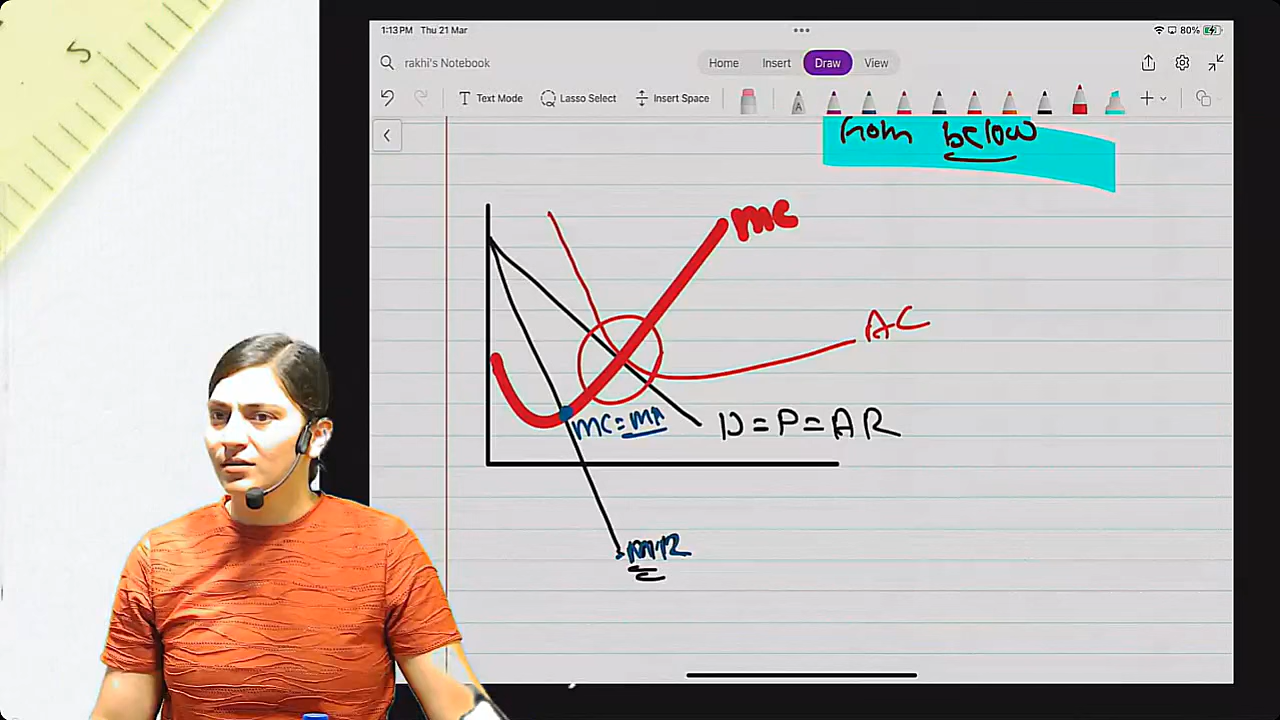 5
1:13 PM Thu 21 Mar
80%
rakhi's Notebook
Home Insert Draw View
Text Mode Lasso Select Insert Space
A
from below
MC
AC
MC=MR
D=P=AR
MR